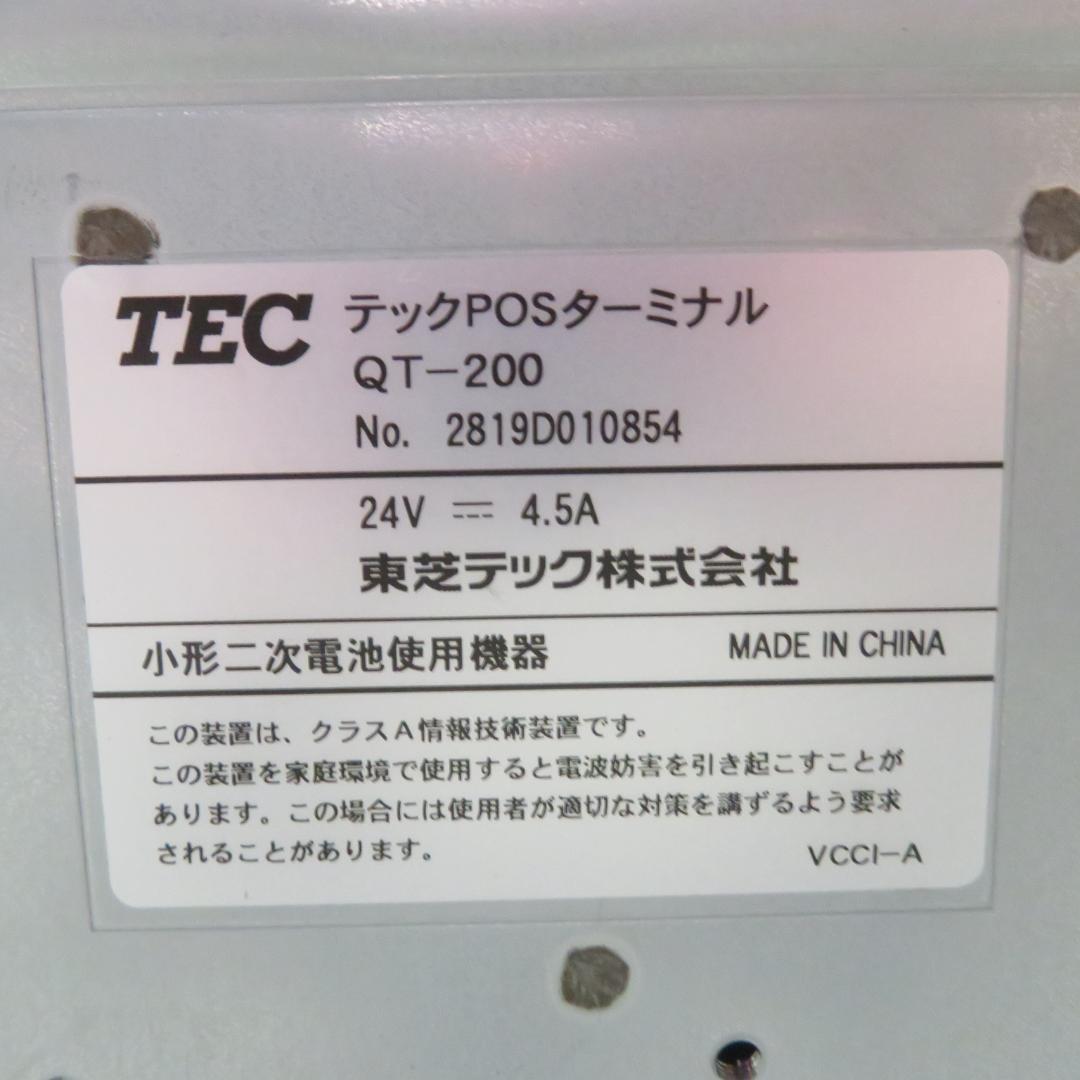 TEC テックPOSターミナル
QT-200
No. 2819D010854
24V ⎓ 4.5A
東芝テック株式会社
小形二次電池使用機器 MADE IN CHINA
この装置は、クラスA情報技術装置です。
この装置を家庭環境で使用すると電波妨害を引き起こすことが
あります。この場合には使用者が適切な対策を講ずるよう要求
されることがあります。
VCCI-A